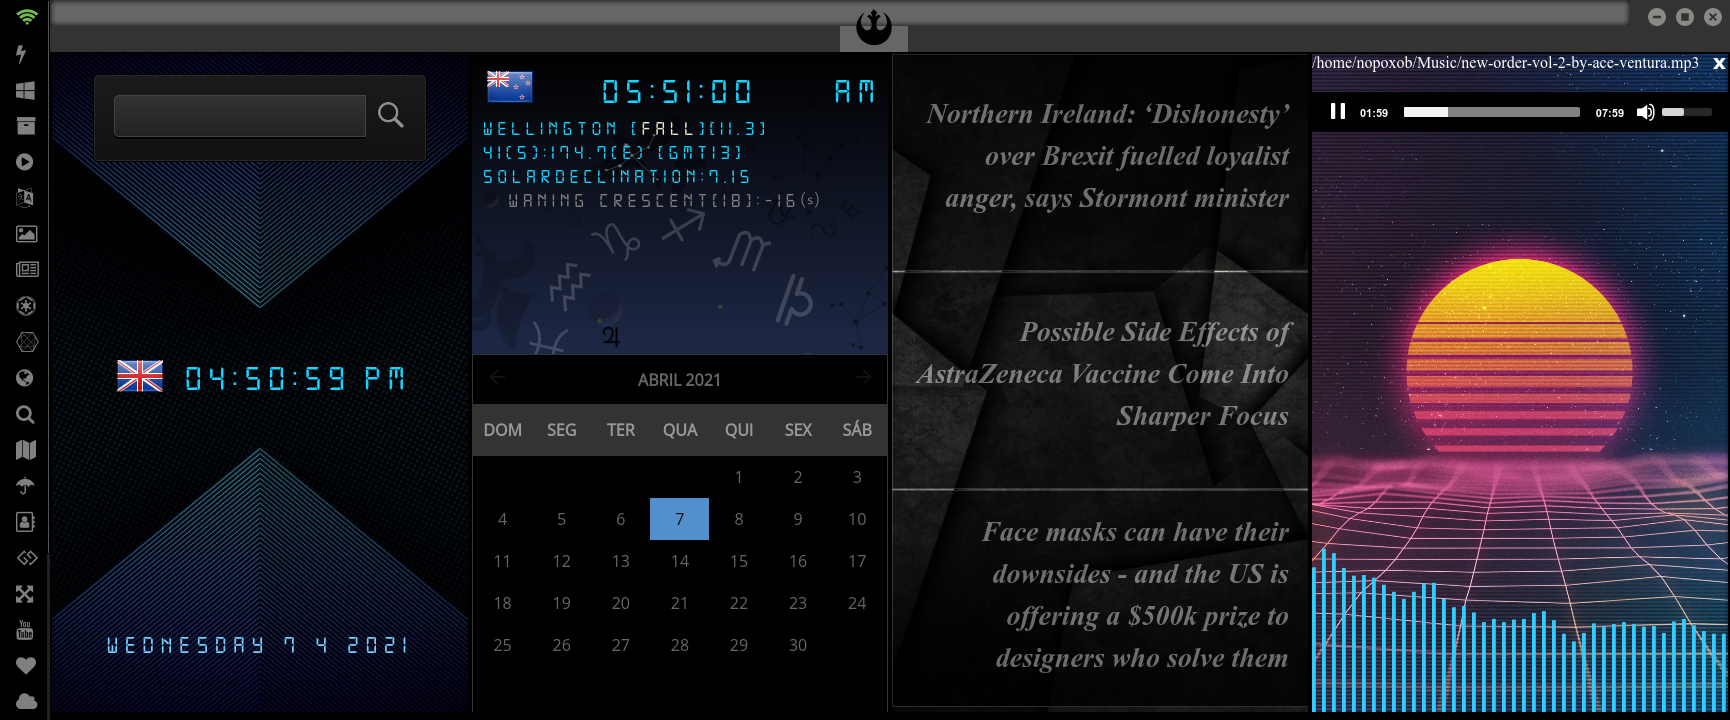 04:50:59 PM
WEDNESDAY 7 4 2021
05:51:00 AM
WELLINGTON [FALL][11.3]
41(S):174.7(E) [GMT13]
SOLARDECLINATION:7.15
WANING CRESCENT[18]:-16(s)
ABRIL 2021
DOM SEG TER QUA QUI SEX SÁB
1 2 3
4 5 6 7 8 9 10
11 12 13 14 15 16 17
18 19 20 21 22 23 24
25 26 27 28 29 30
Northern Ireland: ‘Dishonesty’
over Brexit fuelled loyalist
anger, says Stormont minister
Possible Side Effects of
AstraZeneca Vaccine Come Into
Sharper Focus
Face masks can have their
downsides - and the US is
offering a $500k prize to
designers who solve them
/home/nopoxob/Music/new-order-vol-2-by-ace-ventura.mp3 x
01:59 07:59
You
Tube